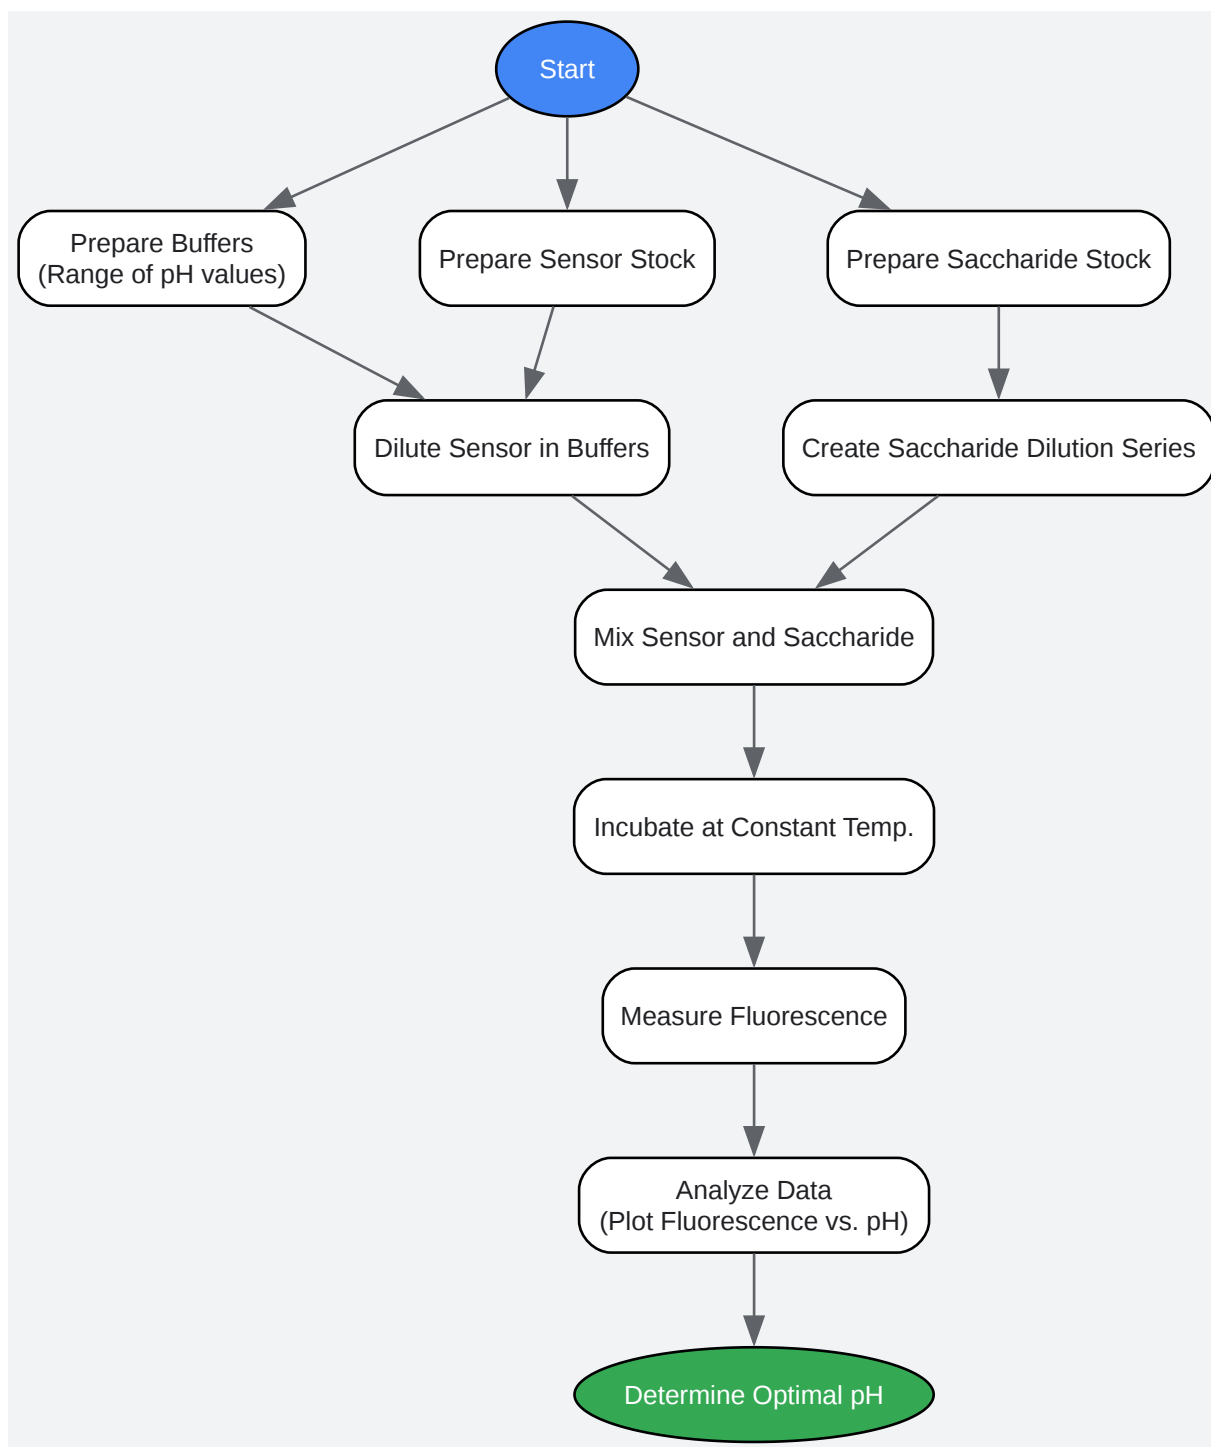 Start
Prepare Buffers
(Range of pH values)
Prepare Sensor Stock
Prepare Saccharide Stock
Dilute Sensor in Buffers
Create Saccharide Dilution Series
Mix Sensor and Saccharide
Incubate at Constant Temp.
Measure Fluorescence
Analyze Data
(Plot Fluorescence vs. pH)
Determine Optimal pH